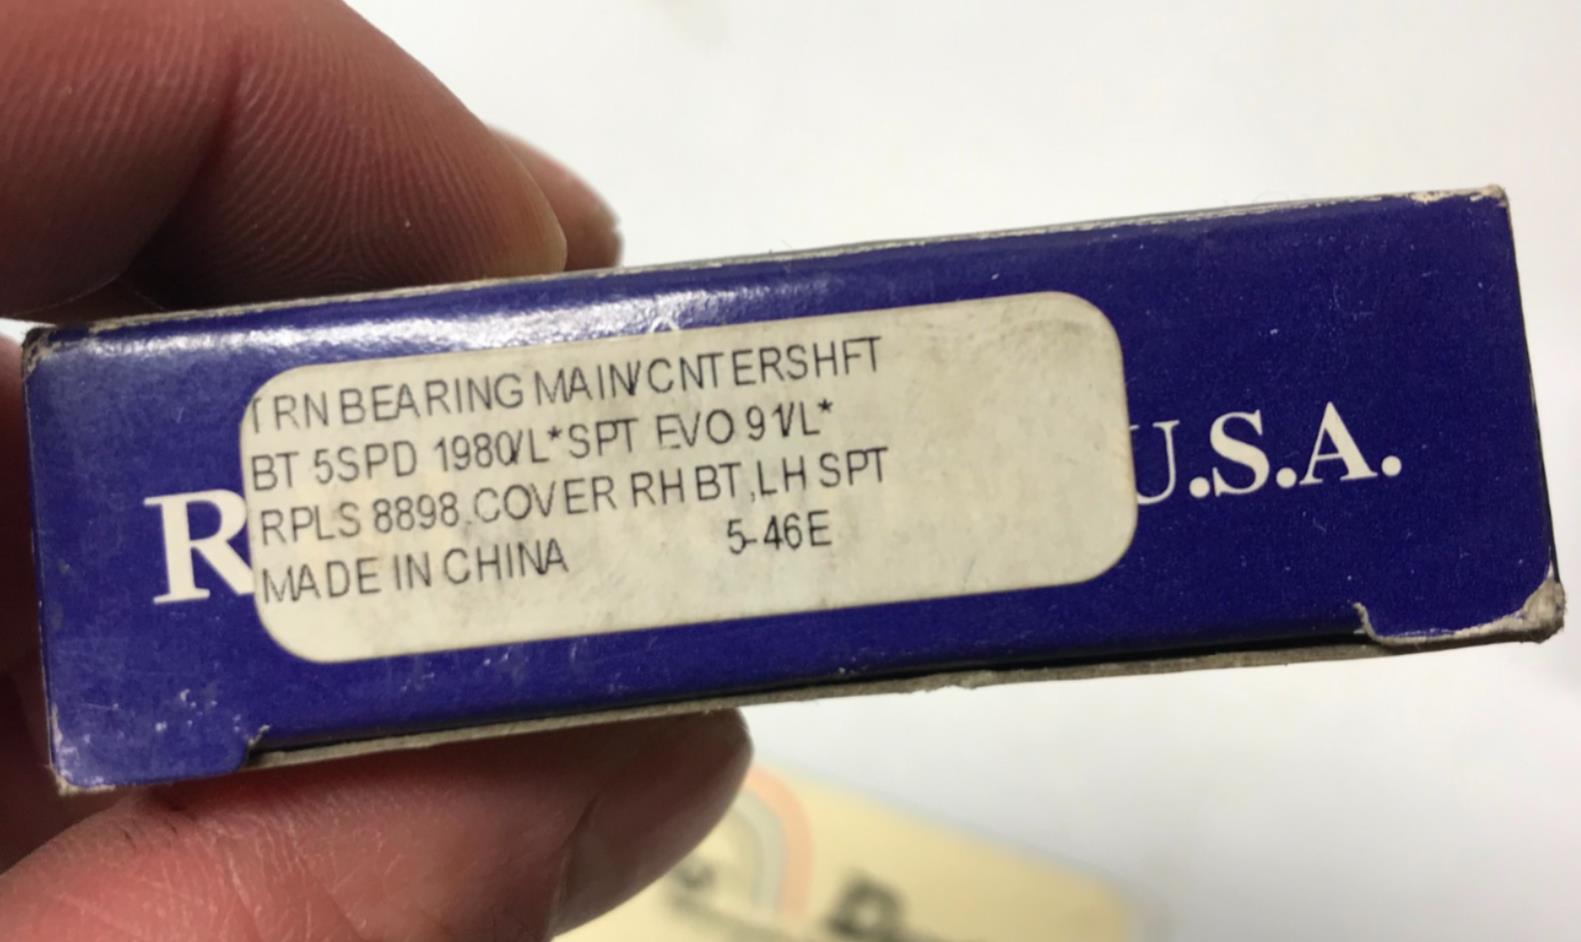 TRN BEARING MAIN/CNTERSHFT
BT 5SPD 1980/L*SPT EVO 91/L*
RPLS 8898.COVER RH BT,LH SPT
MADE IN CHINA 5-46E
R
U.S.A.